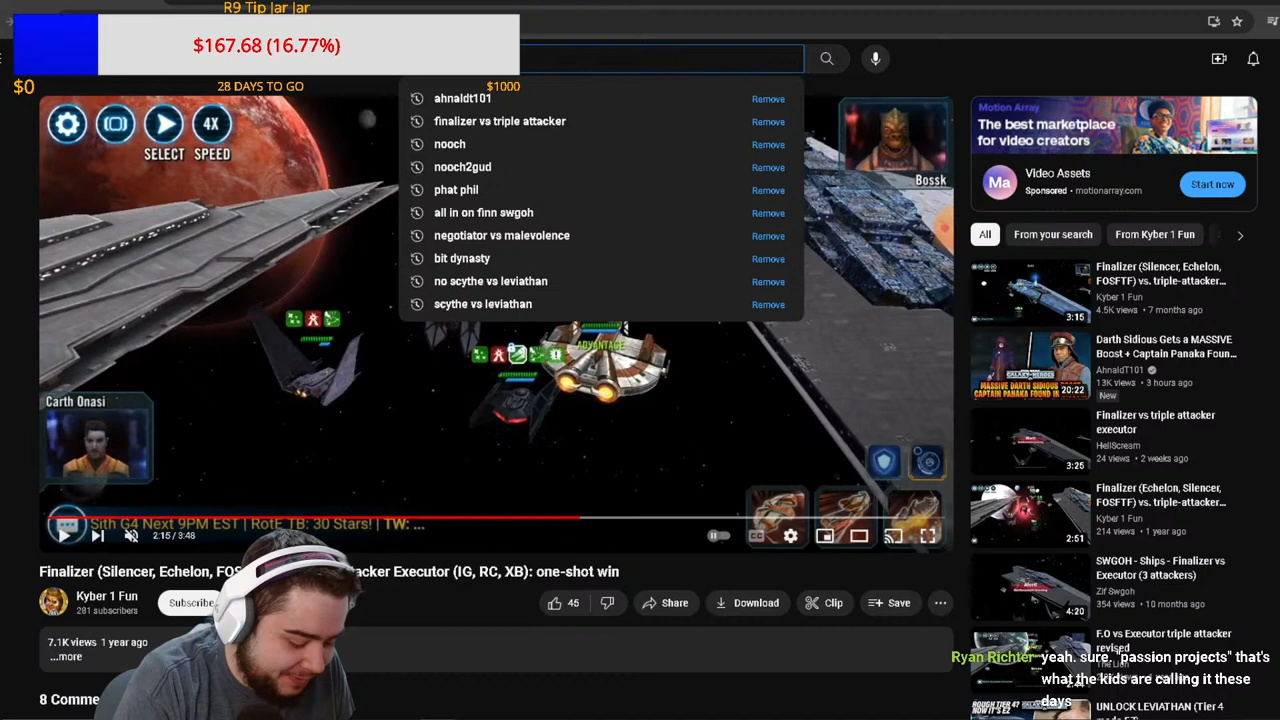 R9 Tip Jar Jar
$167.68 (16.77%)
$0
28 DAYS TO GO
$1000
ahnaldt101
Remove
finalizer vs triple attacker
Remove
nooch
Remove
nooch2gud
Remove
phat phil
Remove
all in on finn swgoh
Remove
negotiator vs malevolence
Remove
bit dynasty
Remove
no scythe vs leviathan
Remove
scythe vs leviathan
Remove
4X
SELECT SPEED
Bossk
ADVANTAGE
Carth Onasi
Sith G4 Next 9PM EST | RotE TB: 30 Stars! | TW: ...
2:15 / 3:48
CC
Finalizer (Silencer, Echelon, FOS
acker Executor (IG, RC, XB): one-shot win
Kyber 1 Fun
281 subscribers
Subscribe
45
Share
Download
Clip
Save
7.1K views 1 year ago
...more
8 Comme
Motion Array
The best marketplace
for video creators
Ma
Video Assets
Sponsored · motionarray.com
Start now
All
From your search
From Kyber 1 Fun
Finalizer (Silencer, Echelon,
FOSFTF) vs. triple-attacker...
Kyber 1 Fun
4.5K views · 7 months ago
3:15
Darth Sidious Gets a MASSIVE
Boost + Captain Panaka Foun...
AhnaldT101
13K views · 3 hours ago
New
MASSIVE DARTH SIDIOUS
CAPTAIN PANAKA FOUND IN
20:22
Finalizer vs triple attacker
executor
HellScream
24 views · 2 weeks ago
3:25
Finalizer (Echelon, Silencer,
FOSFTF) vs. triple-attacker...
Kyber 1 Fun
214 views · 1 year ago
2:51
SWGOH - Ships - Finalizer vs
Executor (3 attackers)
Zif Swgoh
354 views · 10 months ago
4:20
F.O vs Executor triple attacker
revised
UNLOCK LEVIATHAN (Tier 4
Ryan Richter yeah. sure, "passion projects" that's
what the kids are calling it these
days